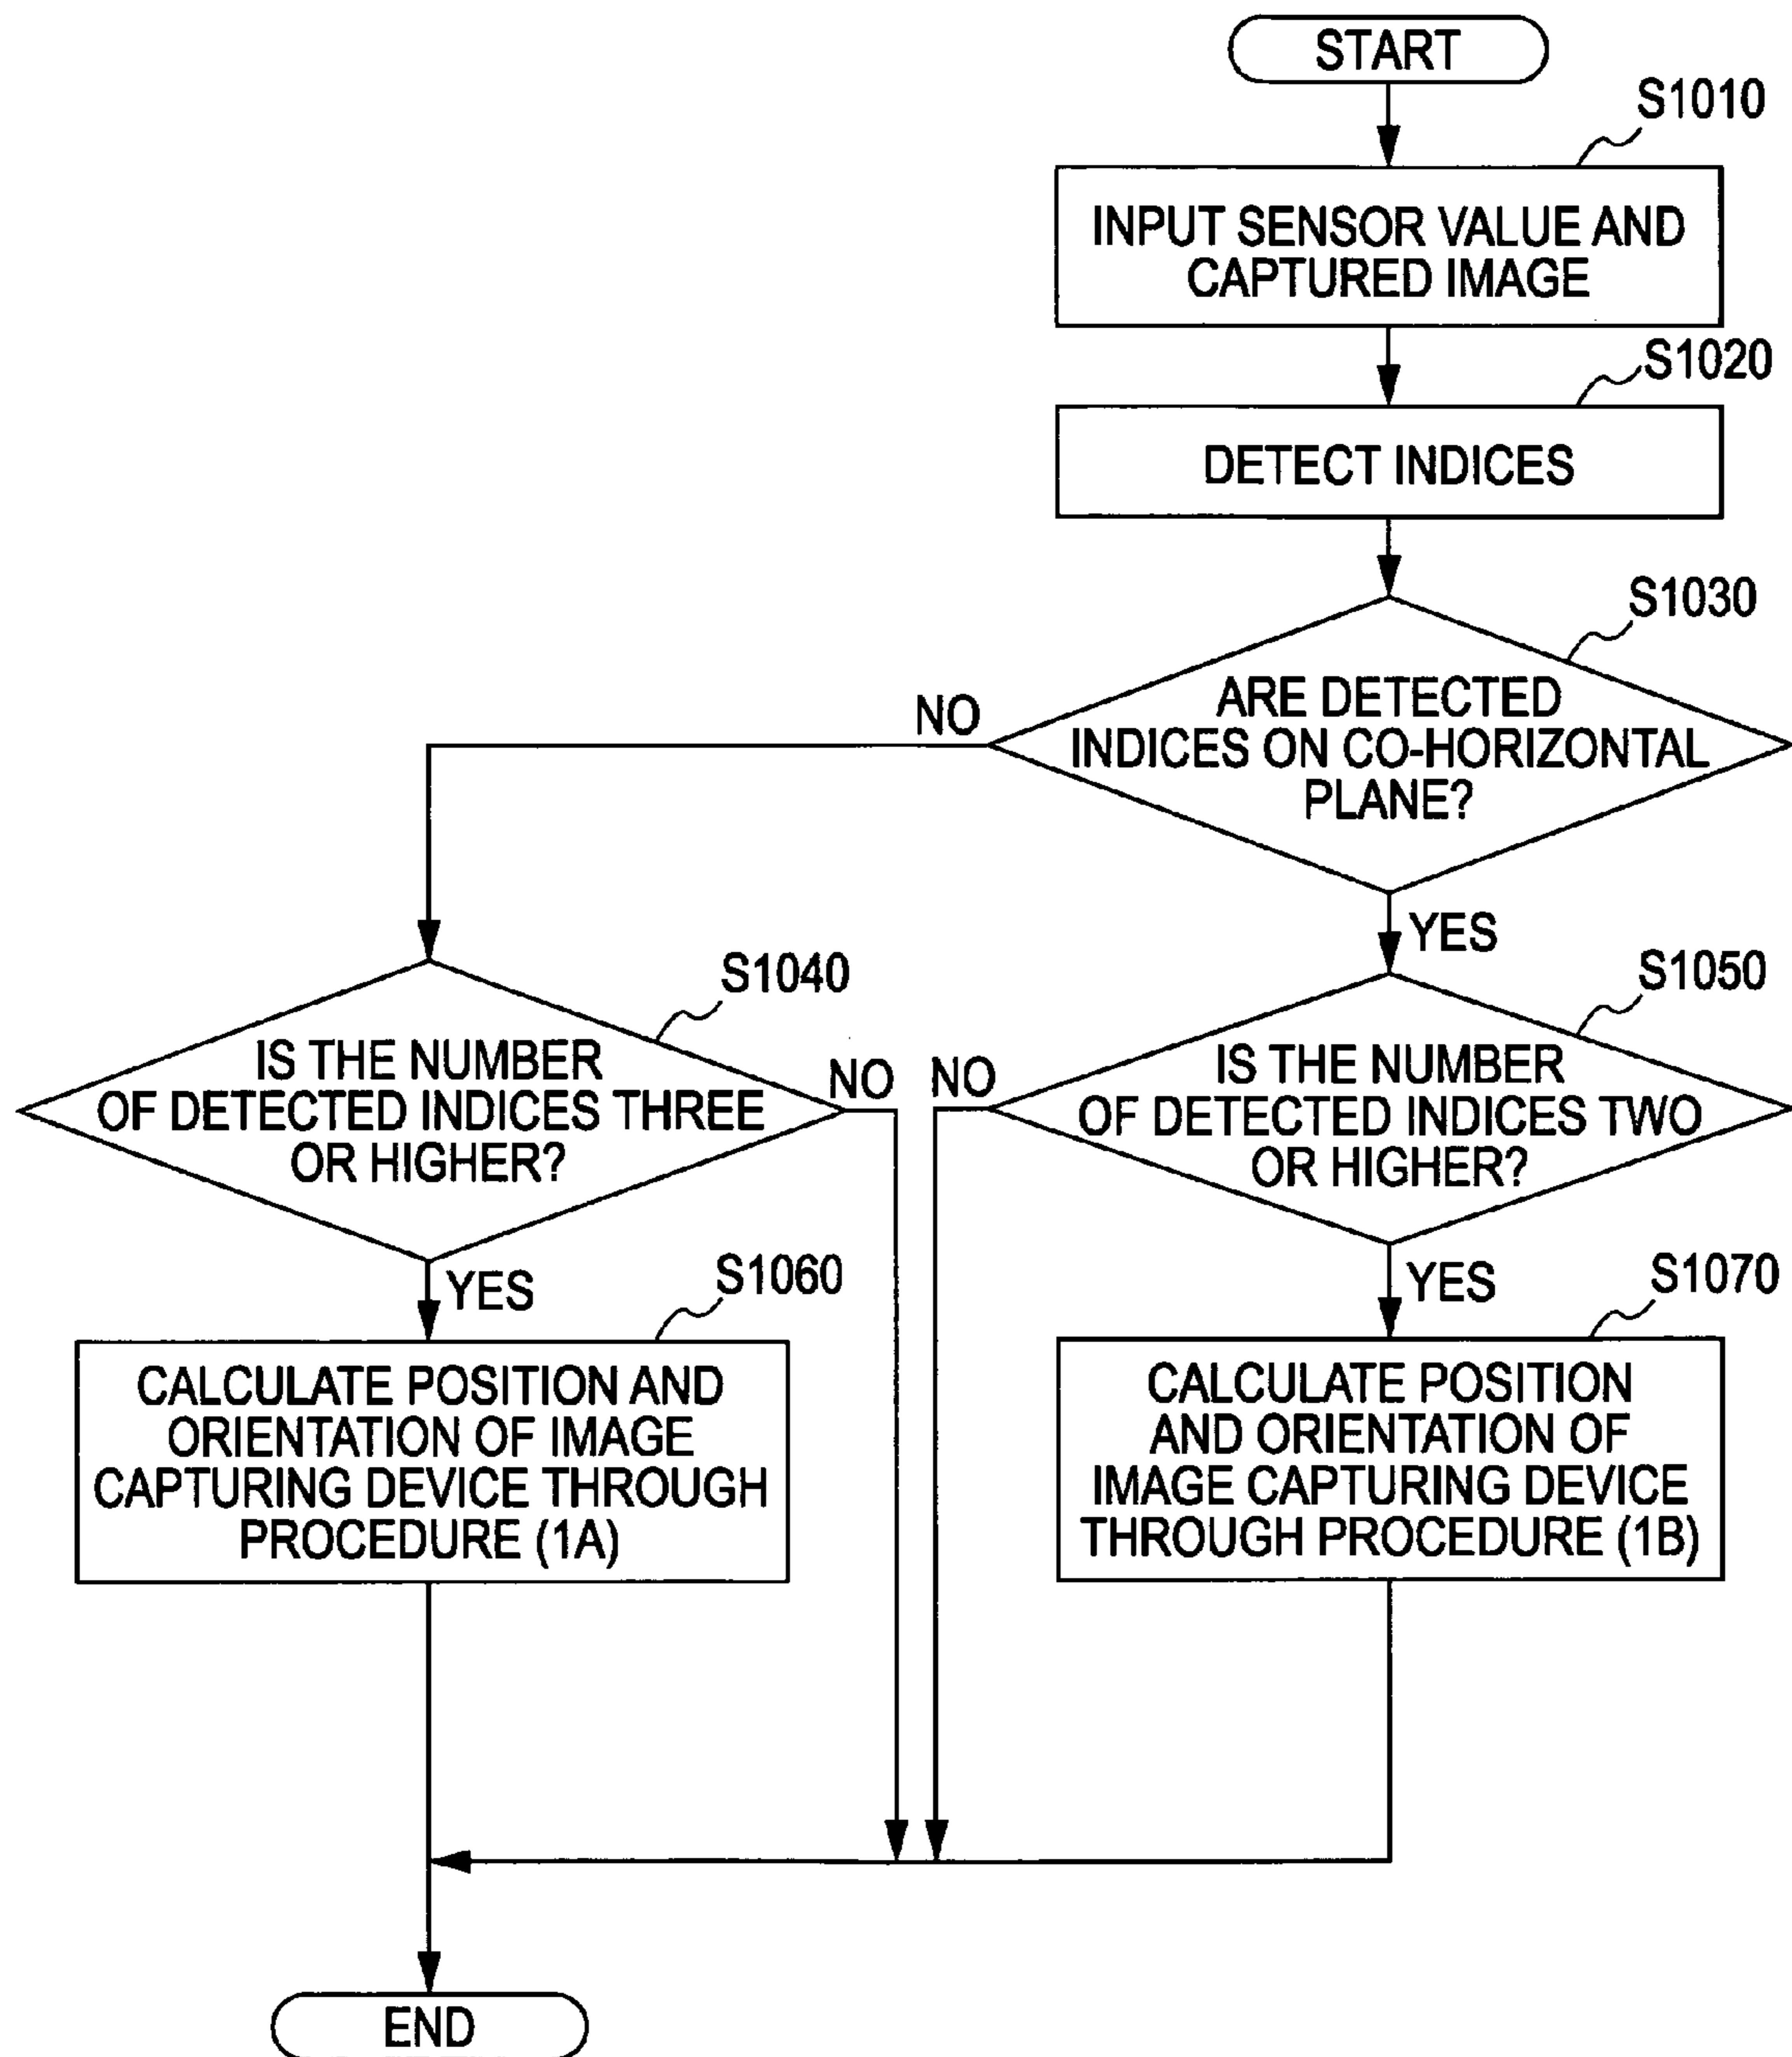 START
S1010
INPUT SENSOR VALUE AND
CAPTURED IMAGE
S1020
DETECT INDICES
S1030
ARE DETECTED
INDICES ON CO-HORIZONTAL
PLANE?
NO
YES
S1040
IS THE NUMBER
OF DETECTED INDICES THREE
OR HIGHER?
NO
YES
S1050
IS THE NUMBER
OF DETECTED INDICES TWO
OR HIGHER?
NO
YES
S1060
CALCULATE POSITION AND
ORIENTATION OF IMAGE
CAPTURING DEVICE THROUGH
PROCEDURE (1A)
S1070
CALCULATE POSITION
AND ORIENTATION OF
IMAGE CAPTURING DEVICE
THROUGH PROCEDURE (1B)
END